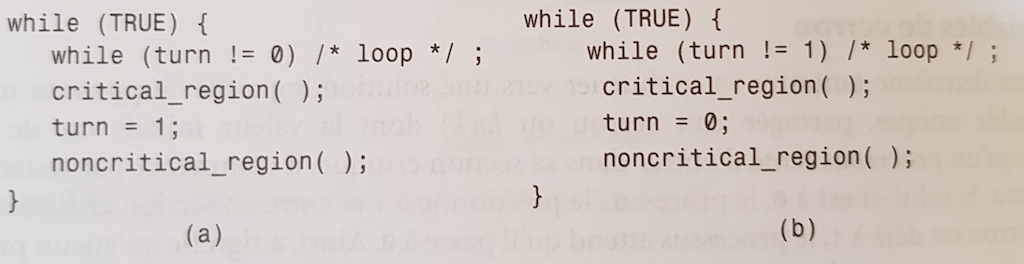 while (TRUE) {
while (turn != 0) /* loop */ ;
critical_region( );
turn = 1;
noncritical_region( );
}
(a)
while (TRUE) {
while (turn != 1) /* loop */ ;
critical_region( );
turn = 0;
noncritical_region( );
}
(b)